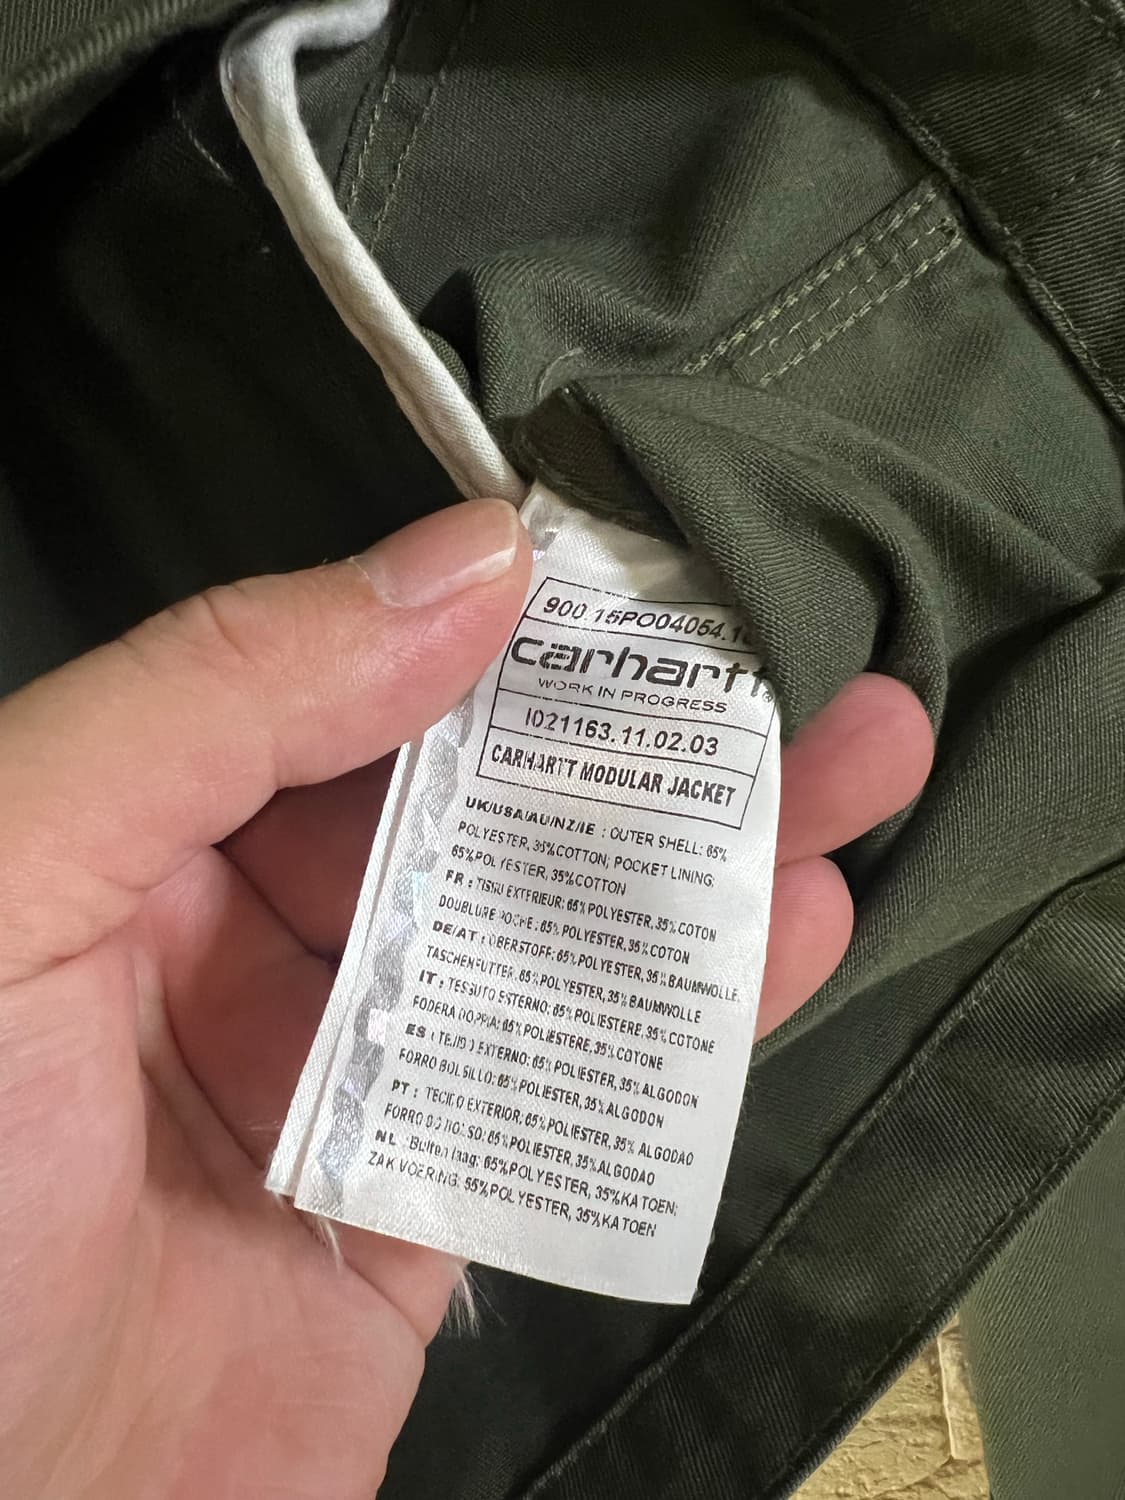 900.15PO04054.1
carhartt
WORK IN PROGRESS
I021163.11.02.03
CARHARTT MODULAR JACKET
UK/USA/AU/NZ/IE : OUTER SHELL: 65%
POLYESTER, 35%COTTON; POCKET LINING:
65%POLYESTER, 35%COTTON
FR : TISSU EXTERIEUR: 65%POLYESTER, 35%COTON
DOUBLURE POCHE : 65%POLYESTER, 35%COTON
DE/AT : OBERSTOFF: 65%POLYESTER, 35%BAUMWOLLE,
TASCHENFUTTER: 65%POLYESTER, 35%BAUMWOLLE
IT : TESSUTO ESTERNO: 65%POLIESTERE, 35%COTONE
FODERA DOPPIA: 65%POLIESTERE, 35%COTONE
ES : TEJIDO EXTERNO: 65%POLIESTER, 35%ALGODON
FORRO BOLSILLO: 65%POLIESTER, 35%ALGODON
PT : TECIDO EXTERIOR: 65%POLIESTER, 35% ALGODAO
FORRO DO BOLSO: 65%POLIESTER, 35%ALGODAO
NL : Buiten laag: 65%POLYESTER, 35%KATOEN;
ZAK VOERING: 65%POLYESTER, 35%KATOEN